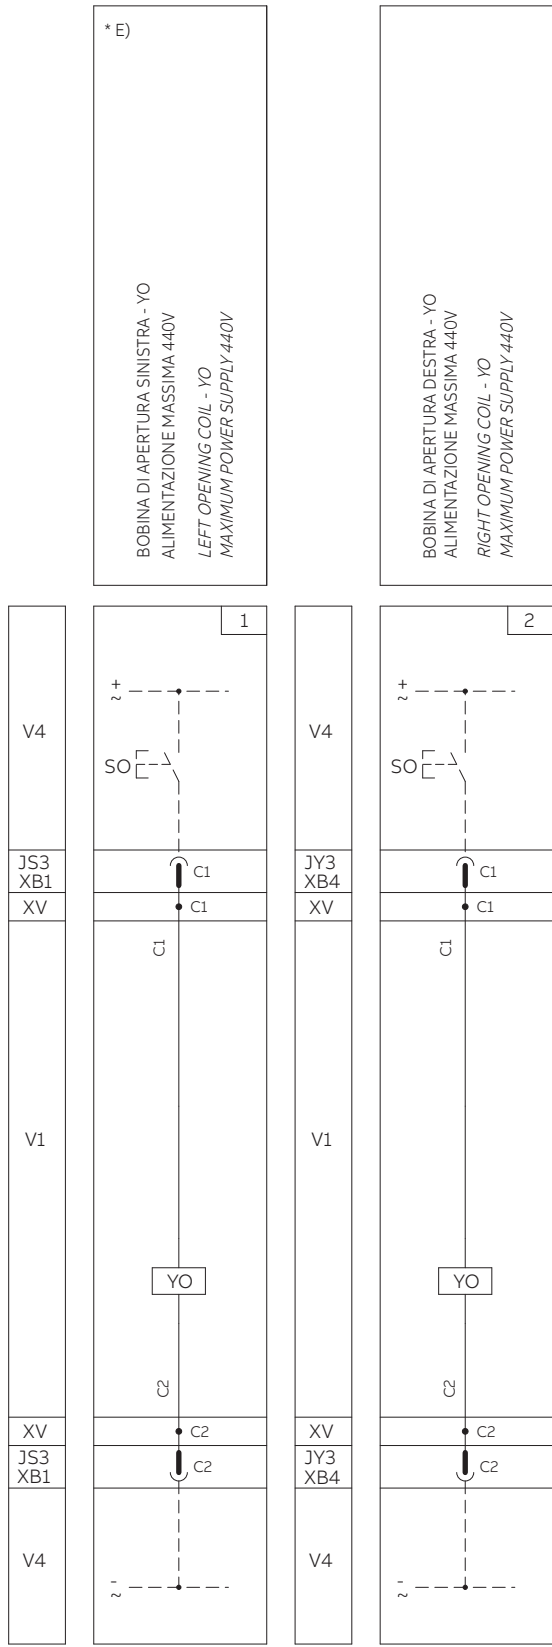 * E)
BOBINA DI APERTURA SINISTRA - YO
ALIMENTAZIONE MASSIMA 440V
LEFT OPENING COIL - YO
MAXIMUM POWER SUPPLY 440V
BOBINA DI APERTURA DESTRA - YO
ALIMENTAZIONE MASSIMA 440V
RIGHT OPENING COIL - YO
MAXIMUM POWER SUPPLY 440V
V4
1
+
~
SO
JS3
XB1
C1
XV
C1
C1
V1
YO
C2
XV
C2
JS3
XB1
C2
V4
-
~
V4
2
+
~
SO
JY3
XB4
C1
XV
C1
C1
V1
YO
C2
XV
C2
JY3
XB4
C2
V4
-
~